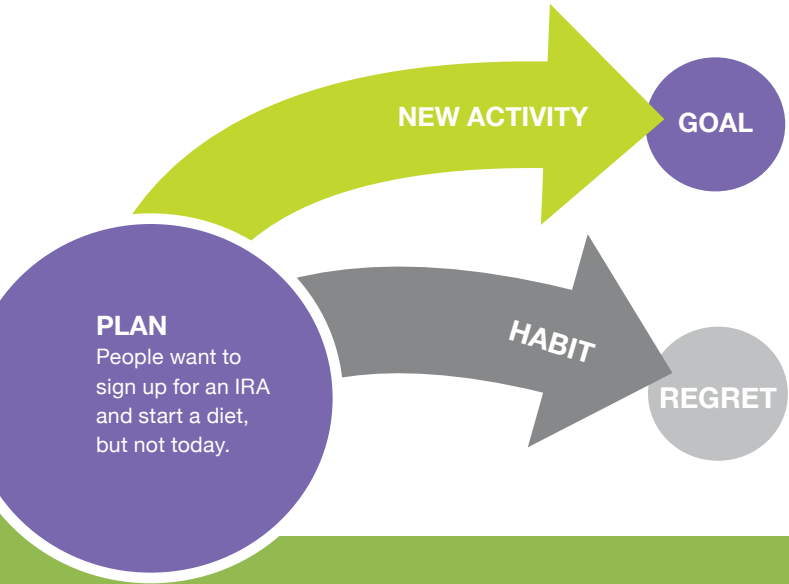 NEW ACTIVITY
GOAL
PLAN
People want to
sign up for an IRA
and start a diet,
but not today.
HABIT
REGRET